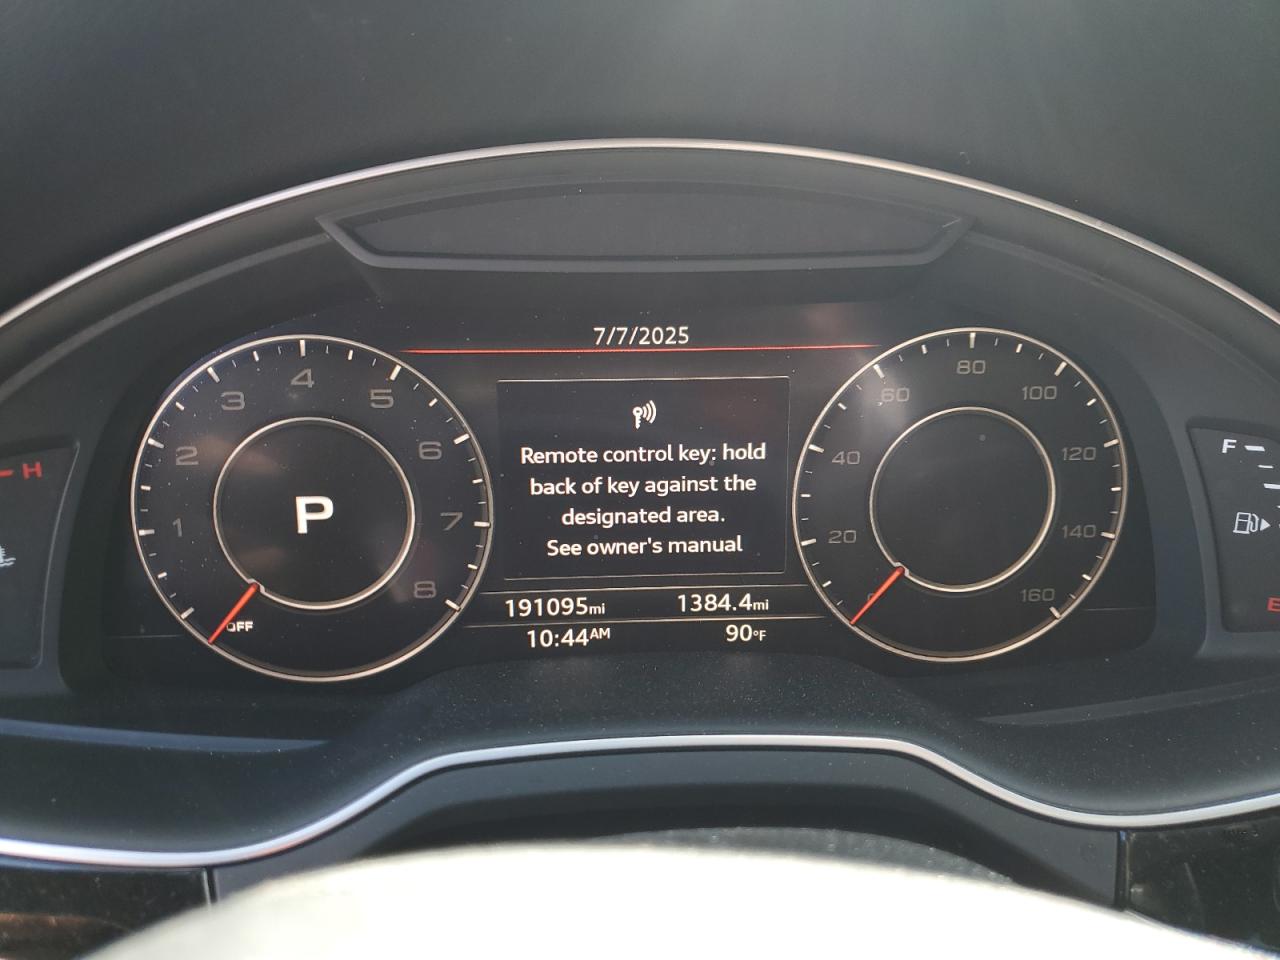 7/7/2025
Remote control key: hold
back of key against the
designated area.
See owner's manual
191095mi 1384.4mi
10:44AM 90°F
1
2
3
4
5
6
7
8
OFF
P
20
40
60
80
100
120
140
160
H
F
E